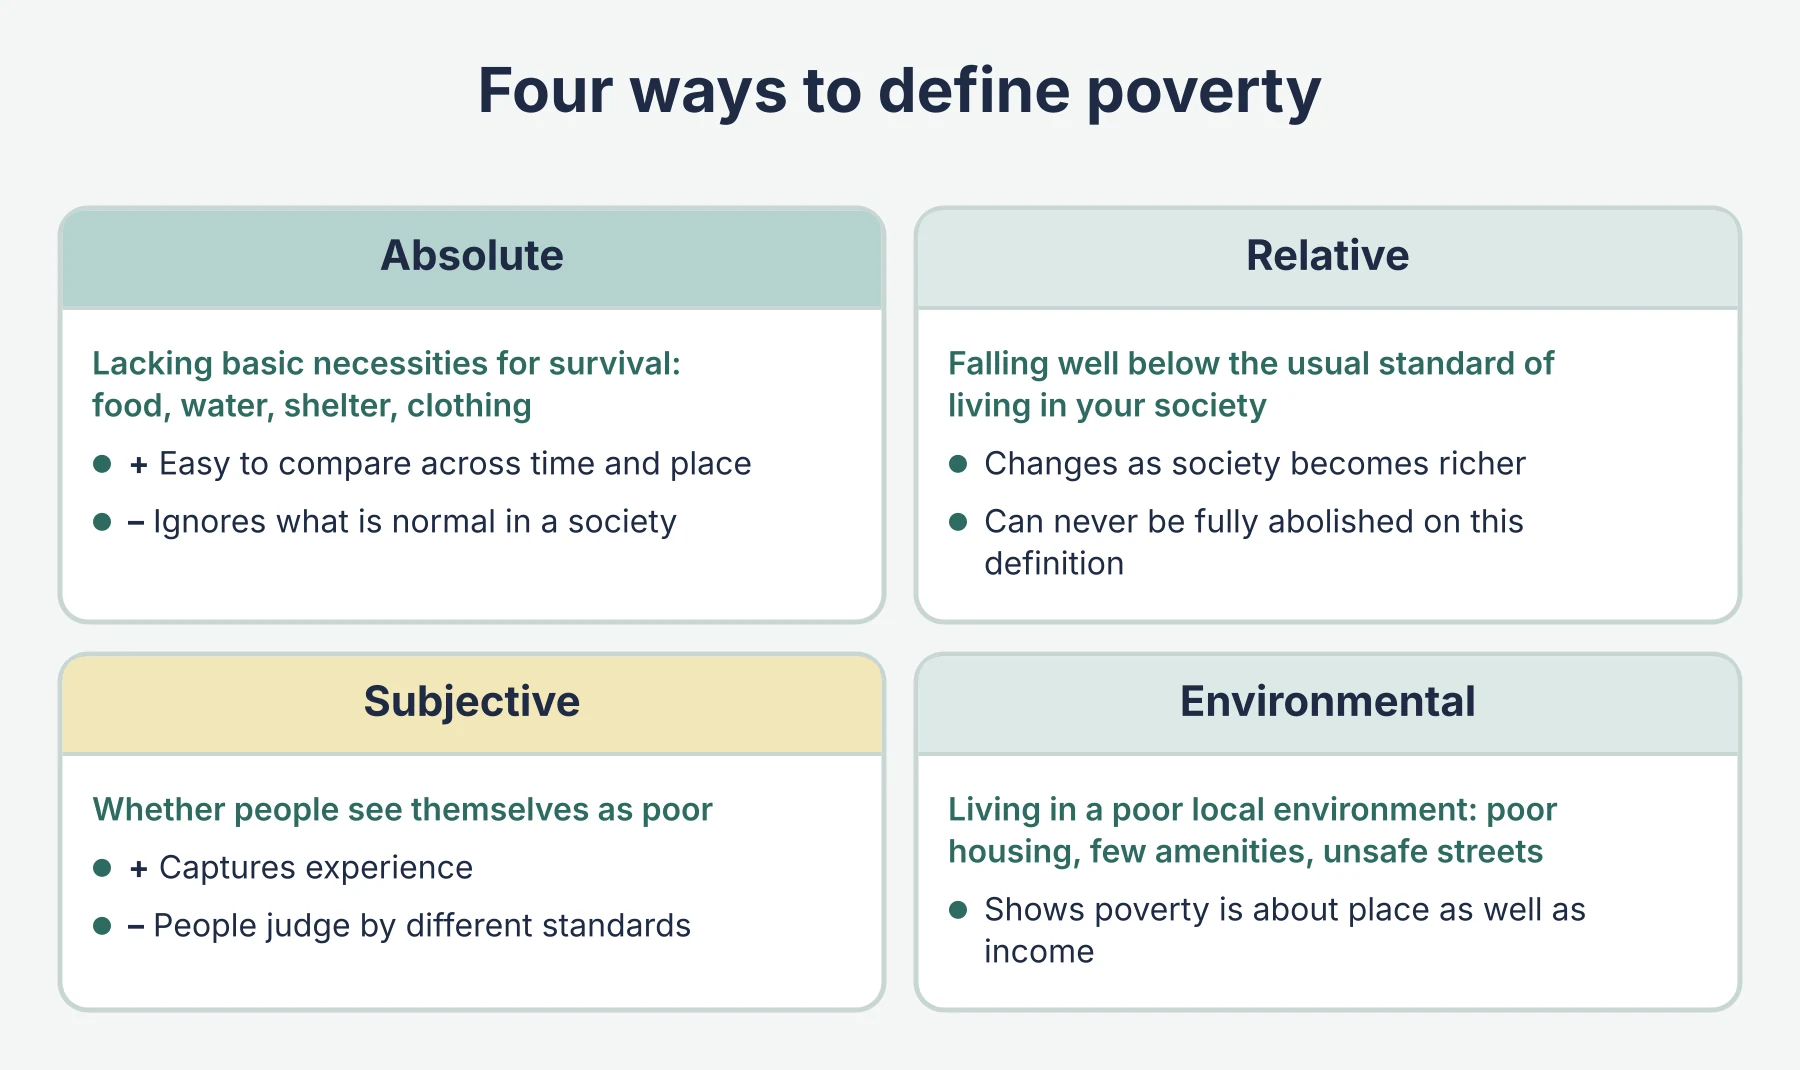 Four ways to define poverty
Absolute
Lacking basic necessities for survival:
food, water, shelter, clothing
+ Easy to compare across time and place
– Ignores what is normal in a society
Relative
Falling well below the usual standard of
living in your society
Changes as society becomes richer
Can never be fully abolished on this
definition
Subjective
Whether people see themselves as poor
+ Captures experience
– People judge by different standards
Environmental
Living in a poor local environment: poor
housing, few amenities, unsafe streets
Shows poverty is about place as well as
income